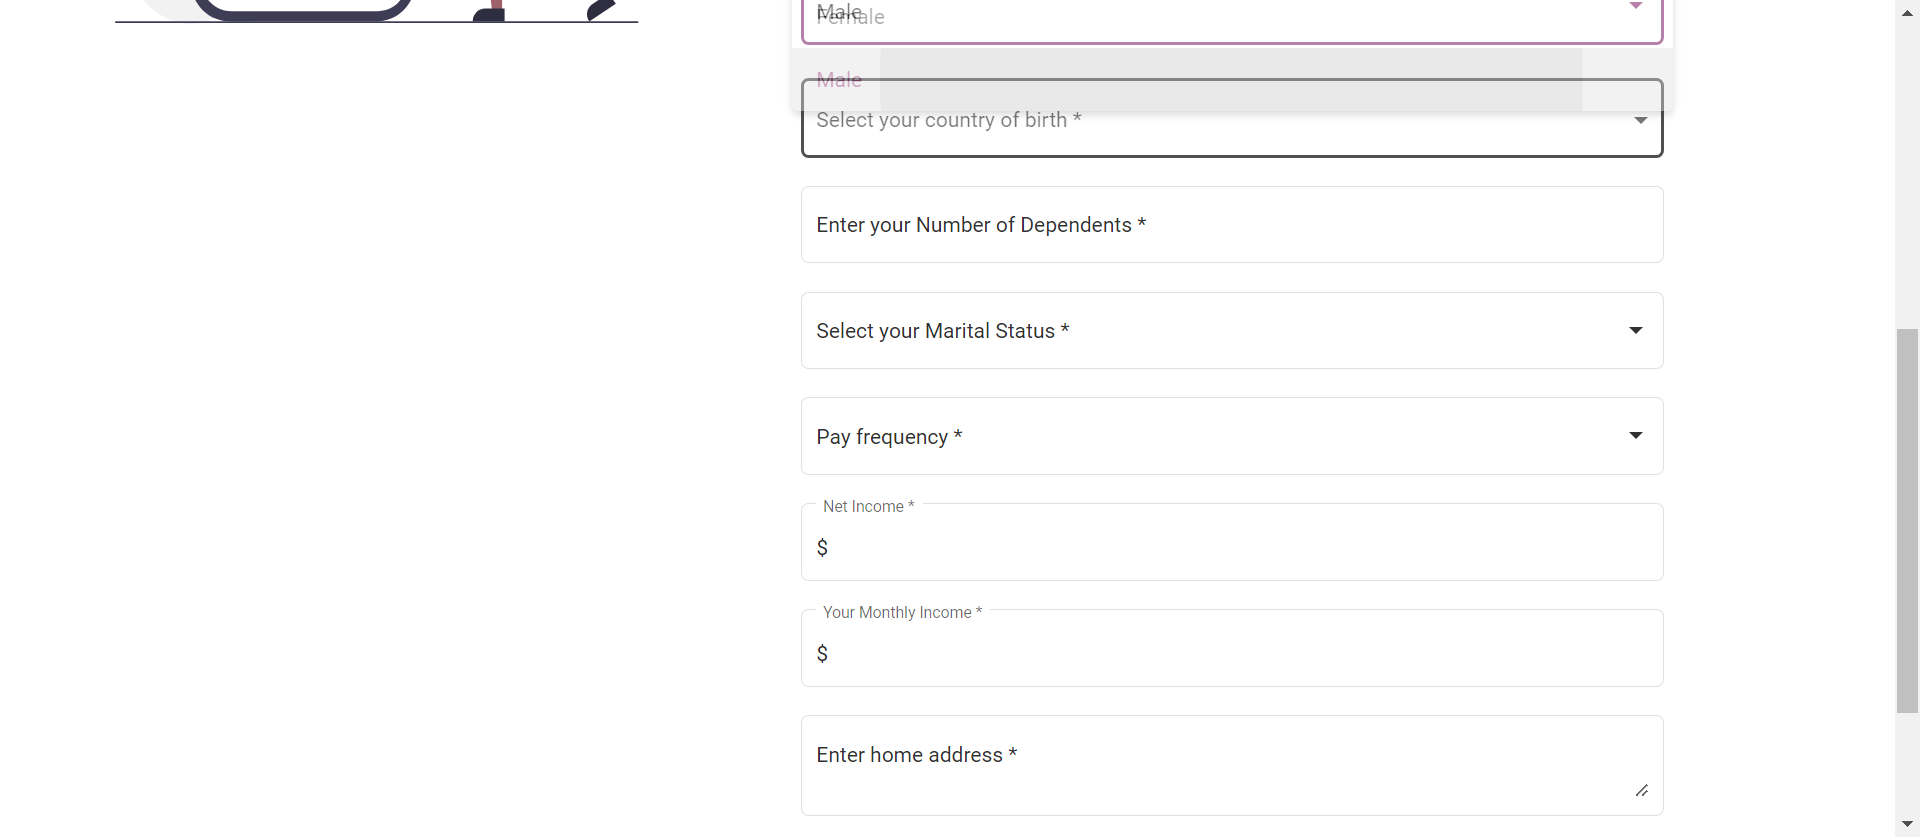 Male
Female
Male
Select your country of birth *
Enter your Number of Dependents *
Select your Marital Status *
Pay frequency *
Net Income *
$
Your Monthly Income *
$
Enter home address *